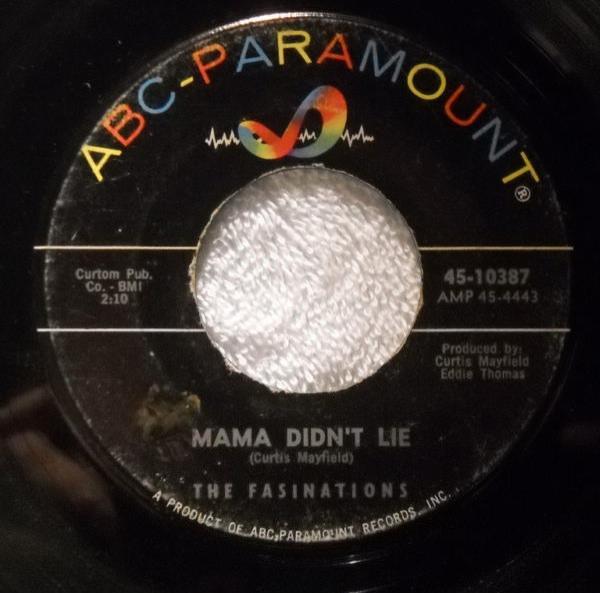 ABC-PARAMOUNT®
Curtom Pub.
Co. - BMI
2:10
45-10387
AMP 45-4443
Produced by:
Curtis Mayfield
Eddie Thomas
MAMA DIDN'T LIE
(Curtis Mayfield)
THE FASINATIONS
A PRODUCT OF ABC-PARAMOUNT RECORDS, INC.